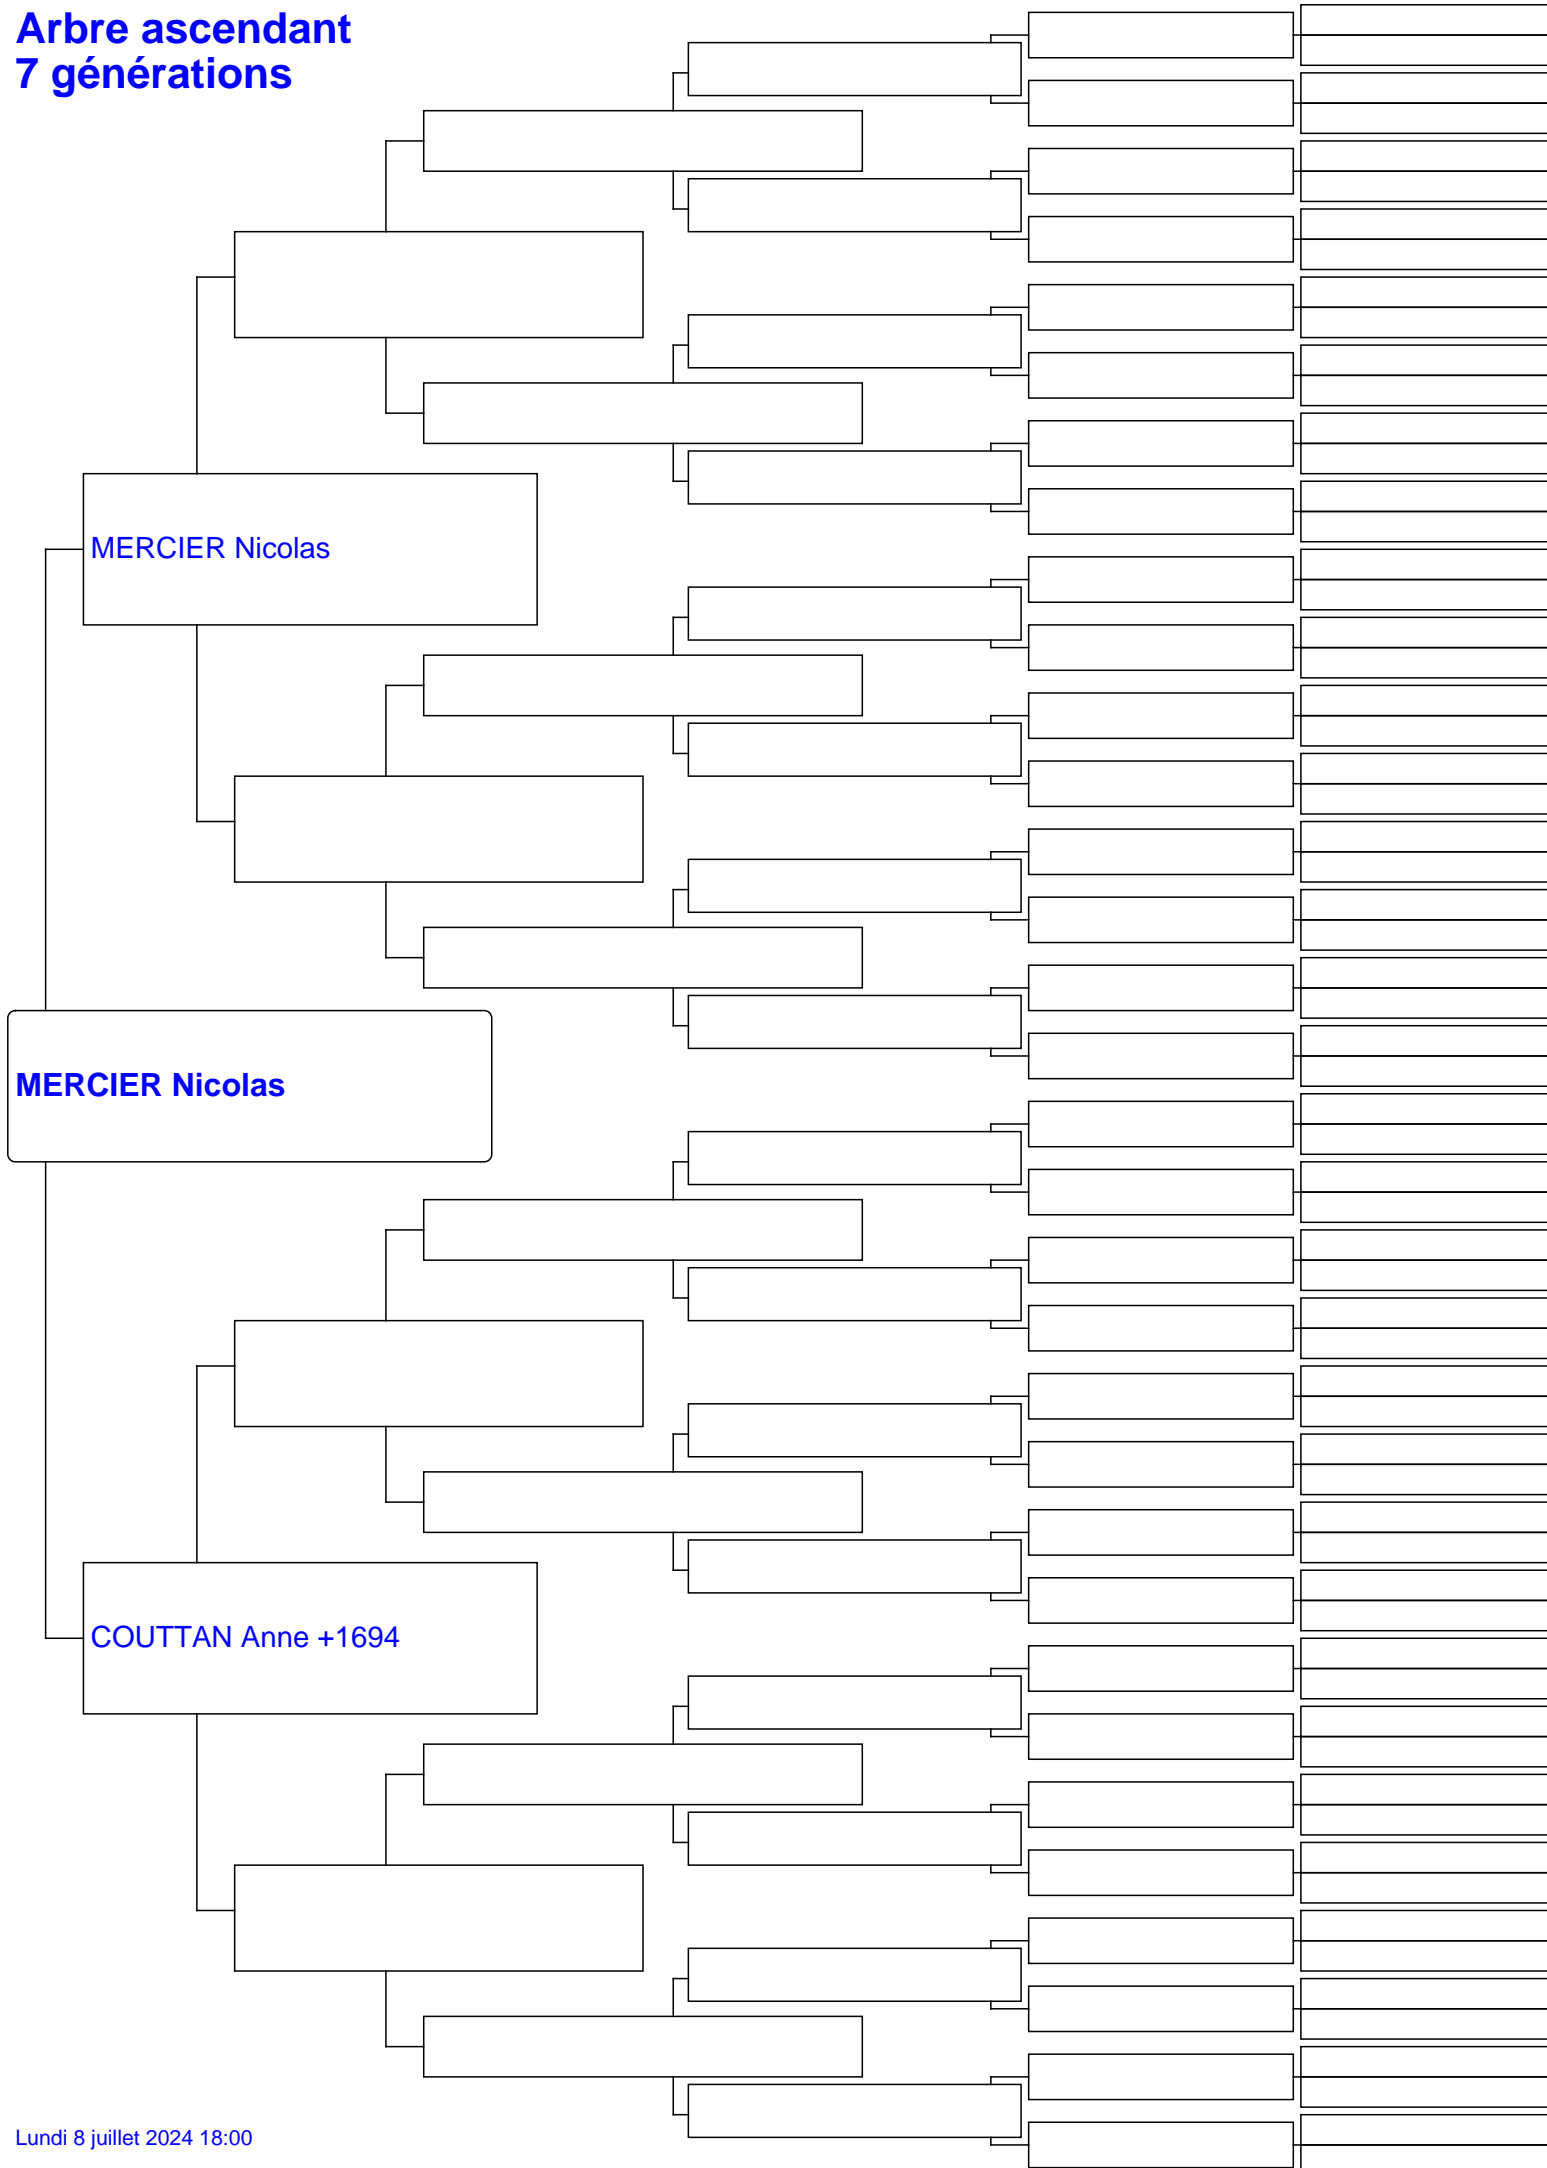 Arbre ascendant
7 générations
MERCIER Nicolas
MERCIER Nicolas
COUTTAN Anne +1694
Lundi 8 juillet 2024 18:00